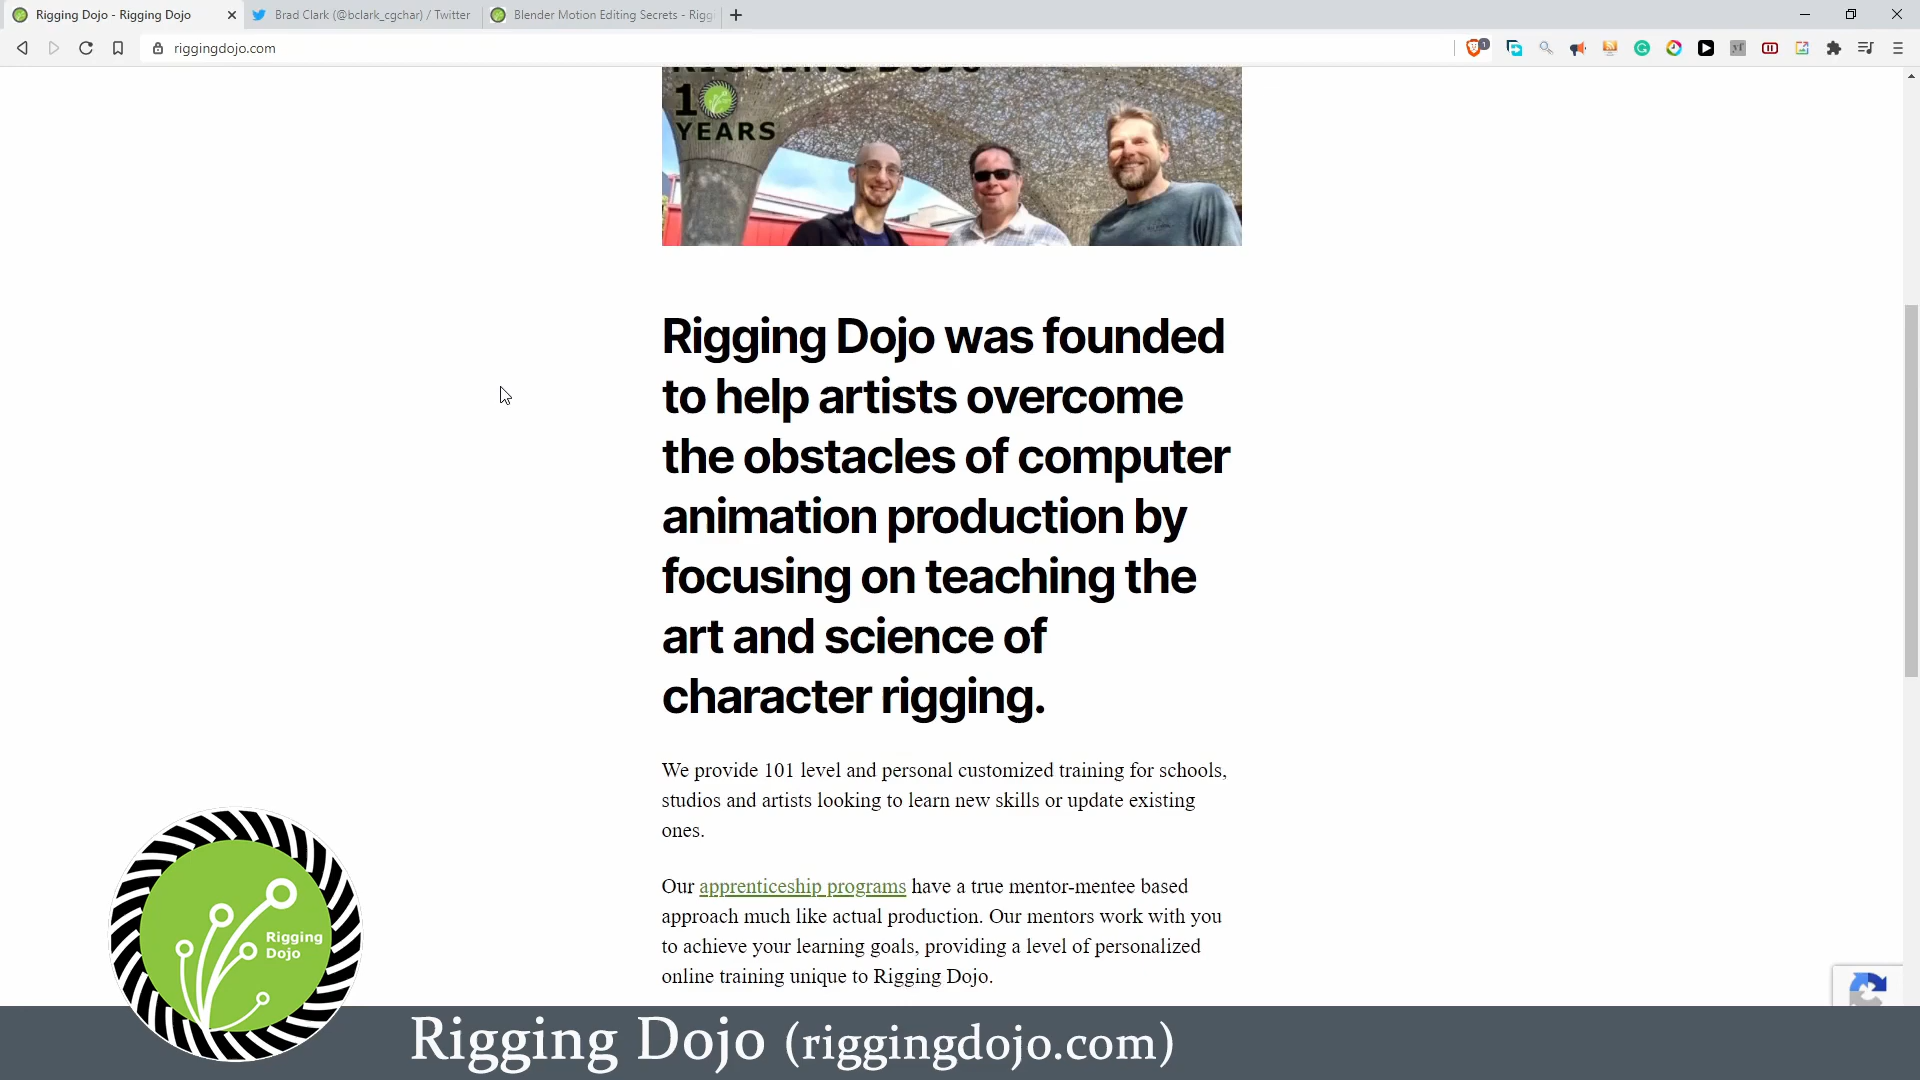 Rigging Dojo - Rigging Dojo
Brad Clark (@bclark_cgchar) / Twitter
Blender Motion Editing Secrets - Rigg
riggingdojo.com
RIGGING DOJO
10
YEARS
Rigging Dojo was founded
to help artists overcome
the obstacles of computer
animation production by
focusing on teaching the
art and science of
character rigging.
We provide 101 level and personal customized training for schools,
studios and artists looking to learn new skills or update existing
ones.
Our apprenticeship programs have a true mentor-mentee based
approach much like actual production. Our mentors work with you
to achieve your learning goals, providing a level of personalized
online training unique to Rigging Dojo.
Rigging
Dojo
Rigging Dojo (riggingdojo.com)